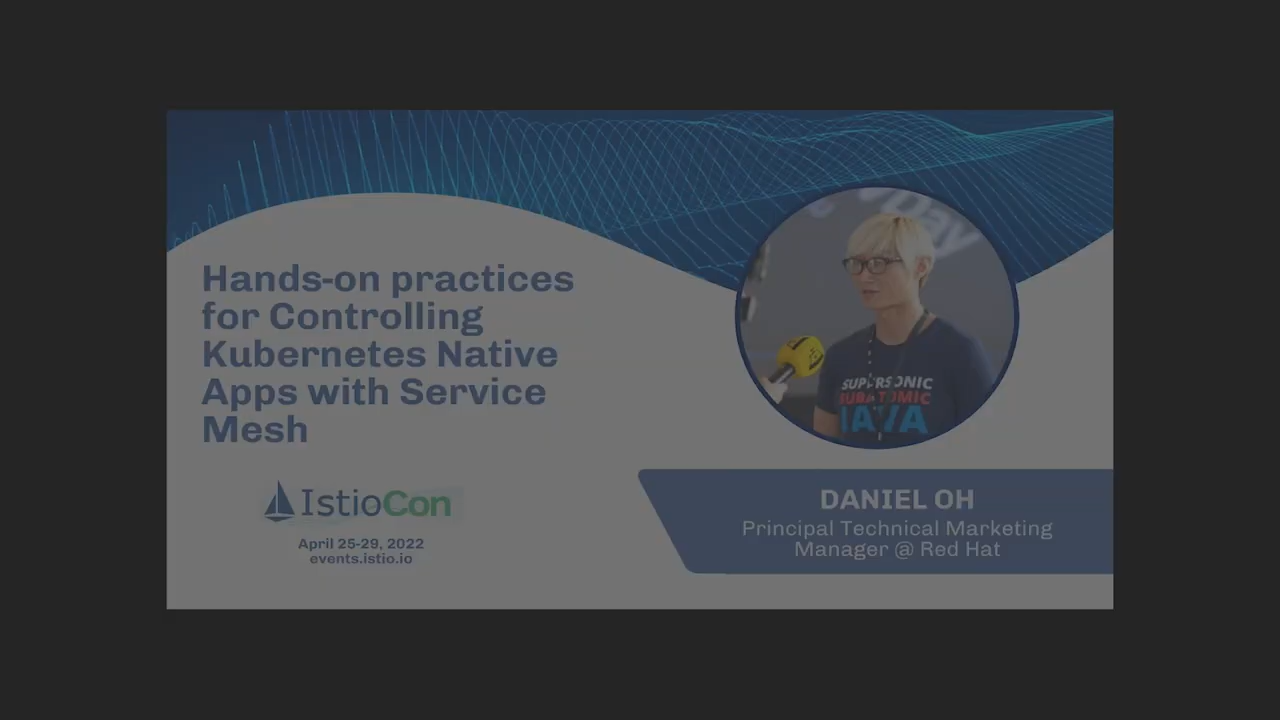 Hands-on practices
for Controlling
Kubernetes Native
Apps with Service
Mesh
IstioCon
April 25-29, 2022
events.istio.io
SUPERSONIC
SUBATOMIC
JAVA
DANIEL OH
Principal Technical Marketing
Manager @ Red Hat